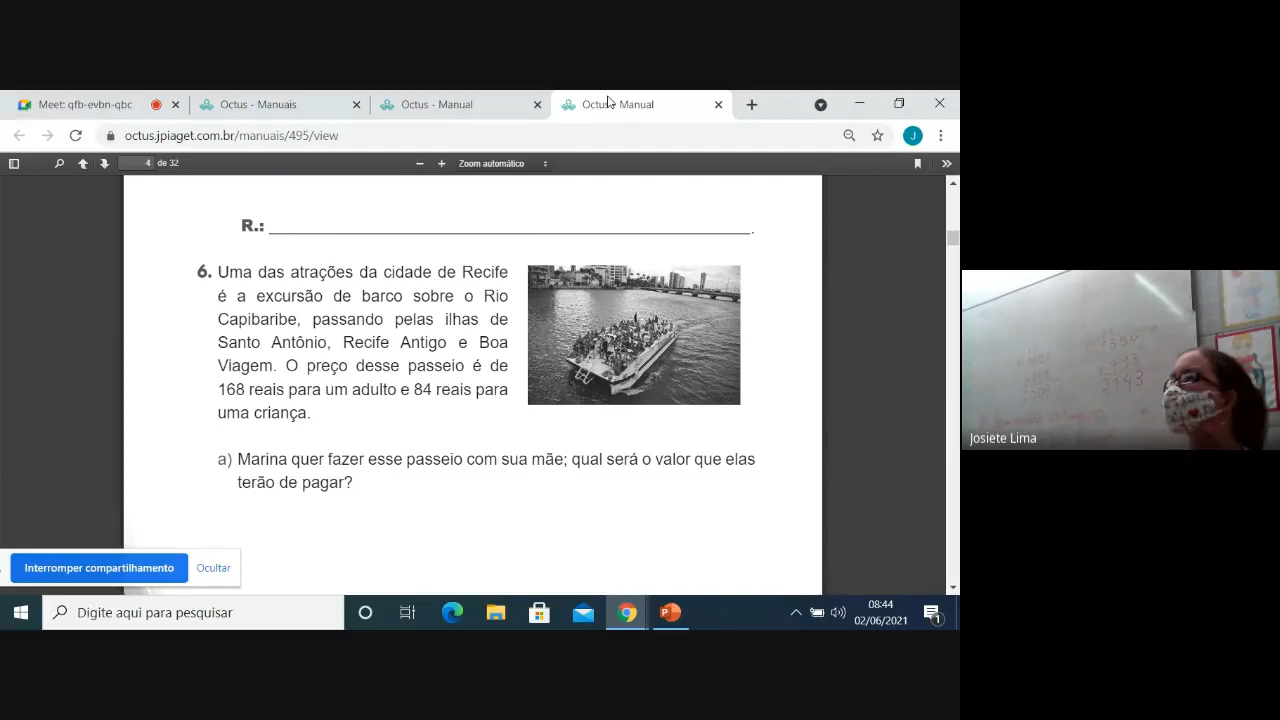 Meet: qfb-evbn-qbc
Octus - Manuais
Octus - Manual
Octus - Manual
octus.jpiaget.com.br/manuais/495/view
J
4 de 32
Zoom automático
R.: ______.
6. Uma das atrações da cidade de Recife
é a excursão de barco sobre o Rio
Capibaribe, passando pelas ilhas de
Santo Antônio, Recife Antigo e Boa
Viagem. O preço desse passeio é de
168 reais para um adulto e 84 reais para
uma criança.
a) Marina quer fazer esse passeio com sua mãe; qual será o valor que elas
terão de pagar?
Josiete Lima
Interromper compartilhamento
Ocultar
Digite aqui para pesquisar
08:44
02/06/2021
1